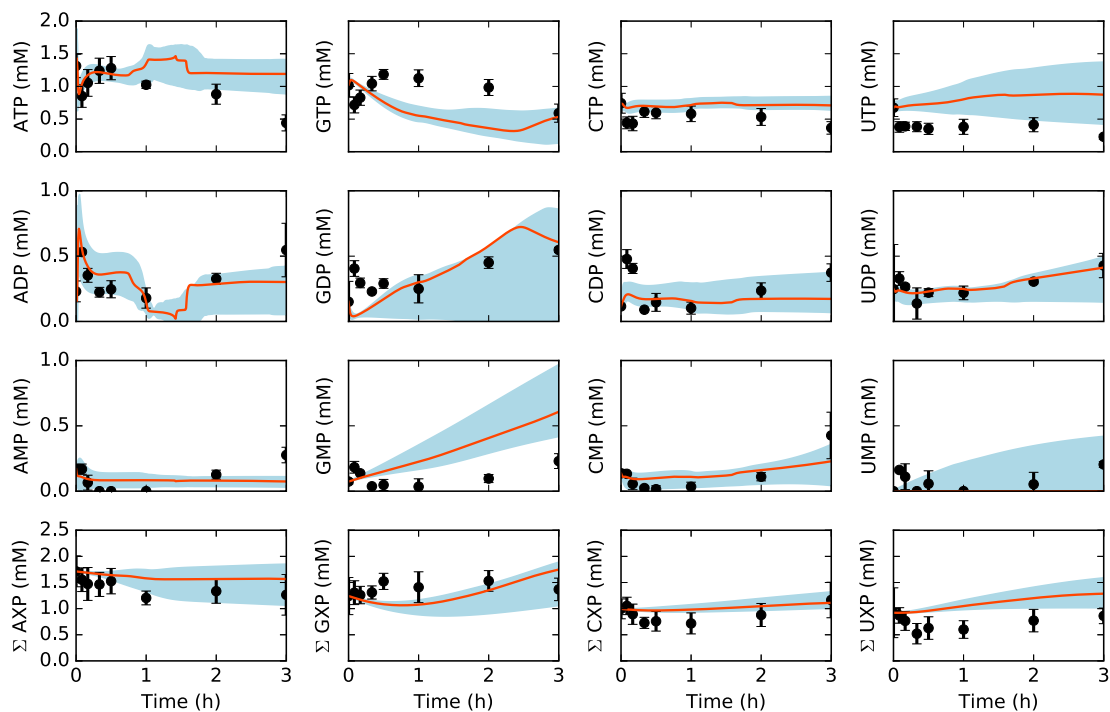 ATP (mM)
2.0
1.5
1.0
0.5
0.0
GTP (mM)
CTP (mM)
UTP (mM)
ADP (mM)
1.0
0.5
0.0
GDP (mM)
CDP (mM)
UDP (mM)
AMP (mM)
1.0
0.5
0.0
GMP (mM)
CMP (mM)
UMP (mM)
Σ AXP (mM)
2.5
2.0
1.5
1.0
0.5
0.0
Σ GXP (mM)
Σ CXP (mM)
Σ UXP (mM)
0 1 2 3
0 1 2 3
0 1 2 3
0 1 2 3
Time (h)
Time (h)
Time (h)
Time (h)